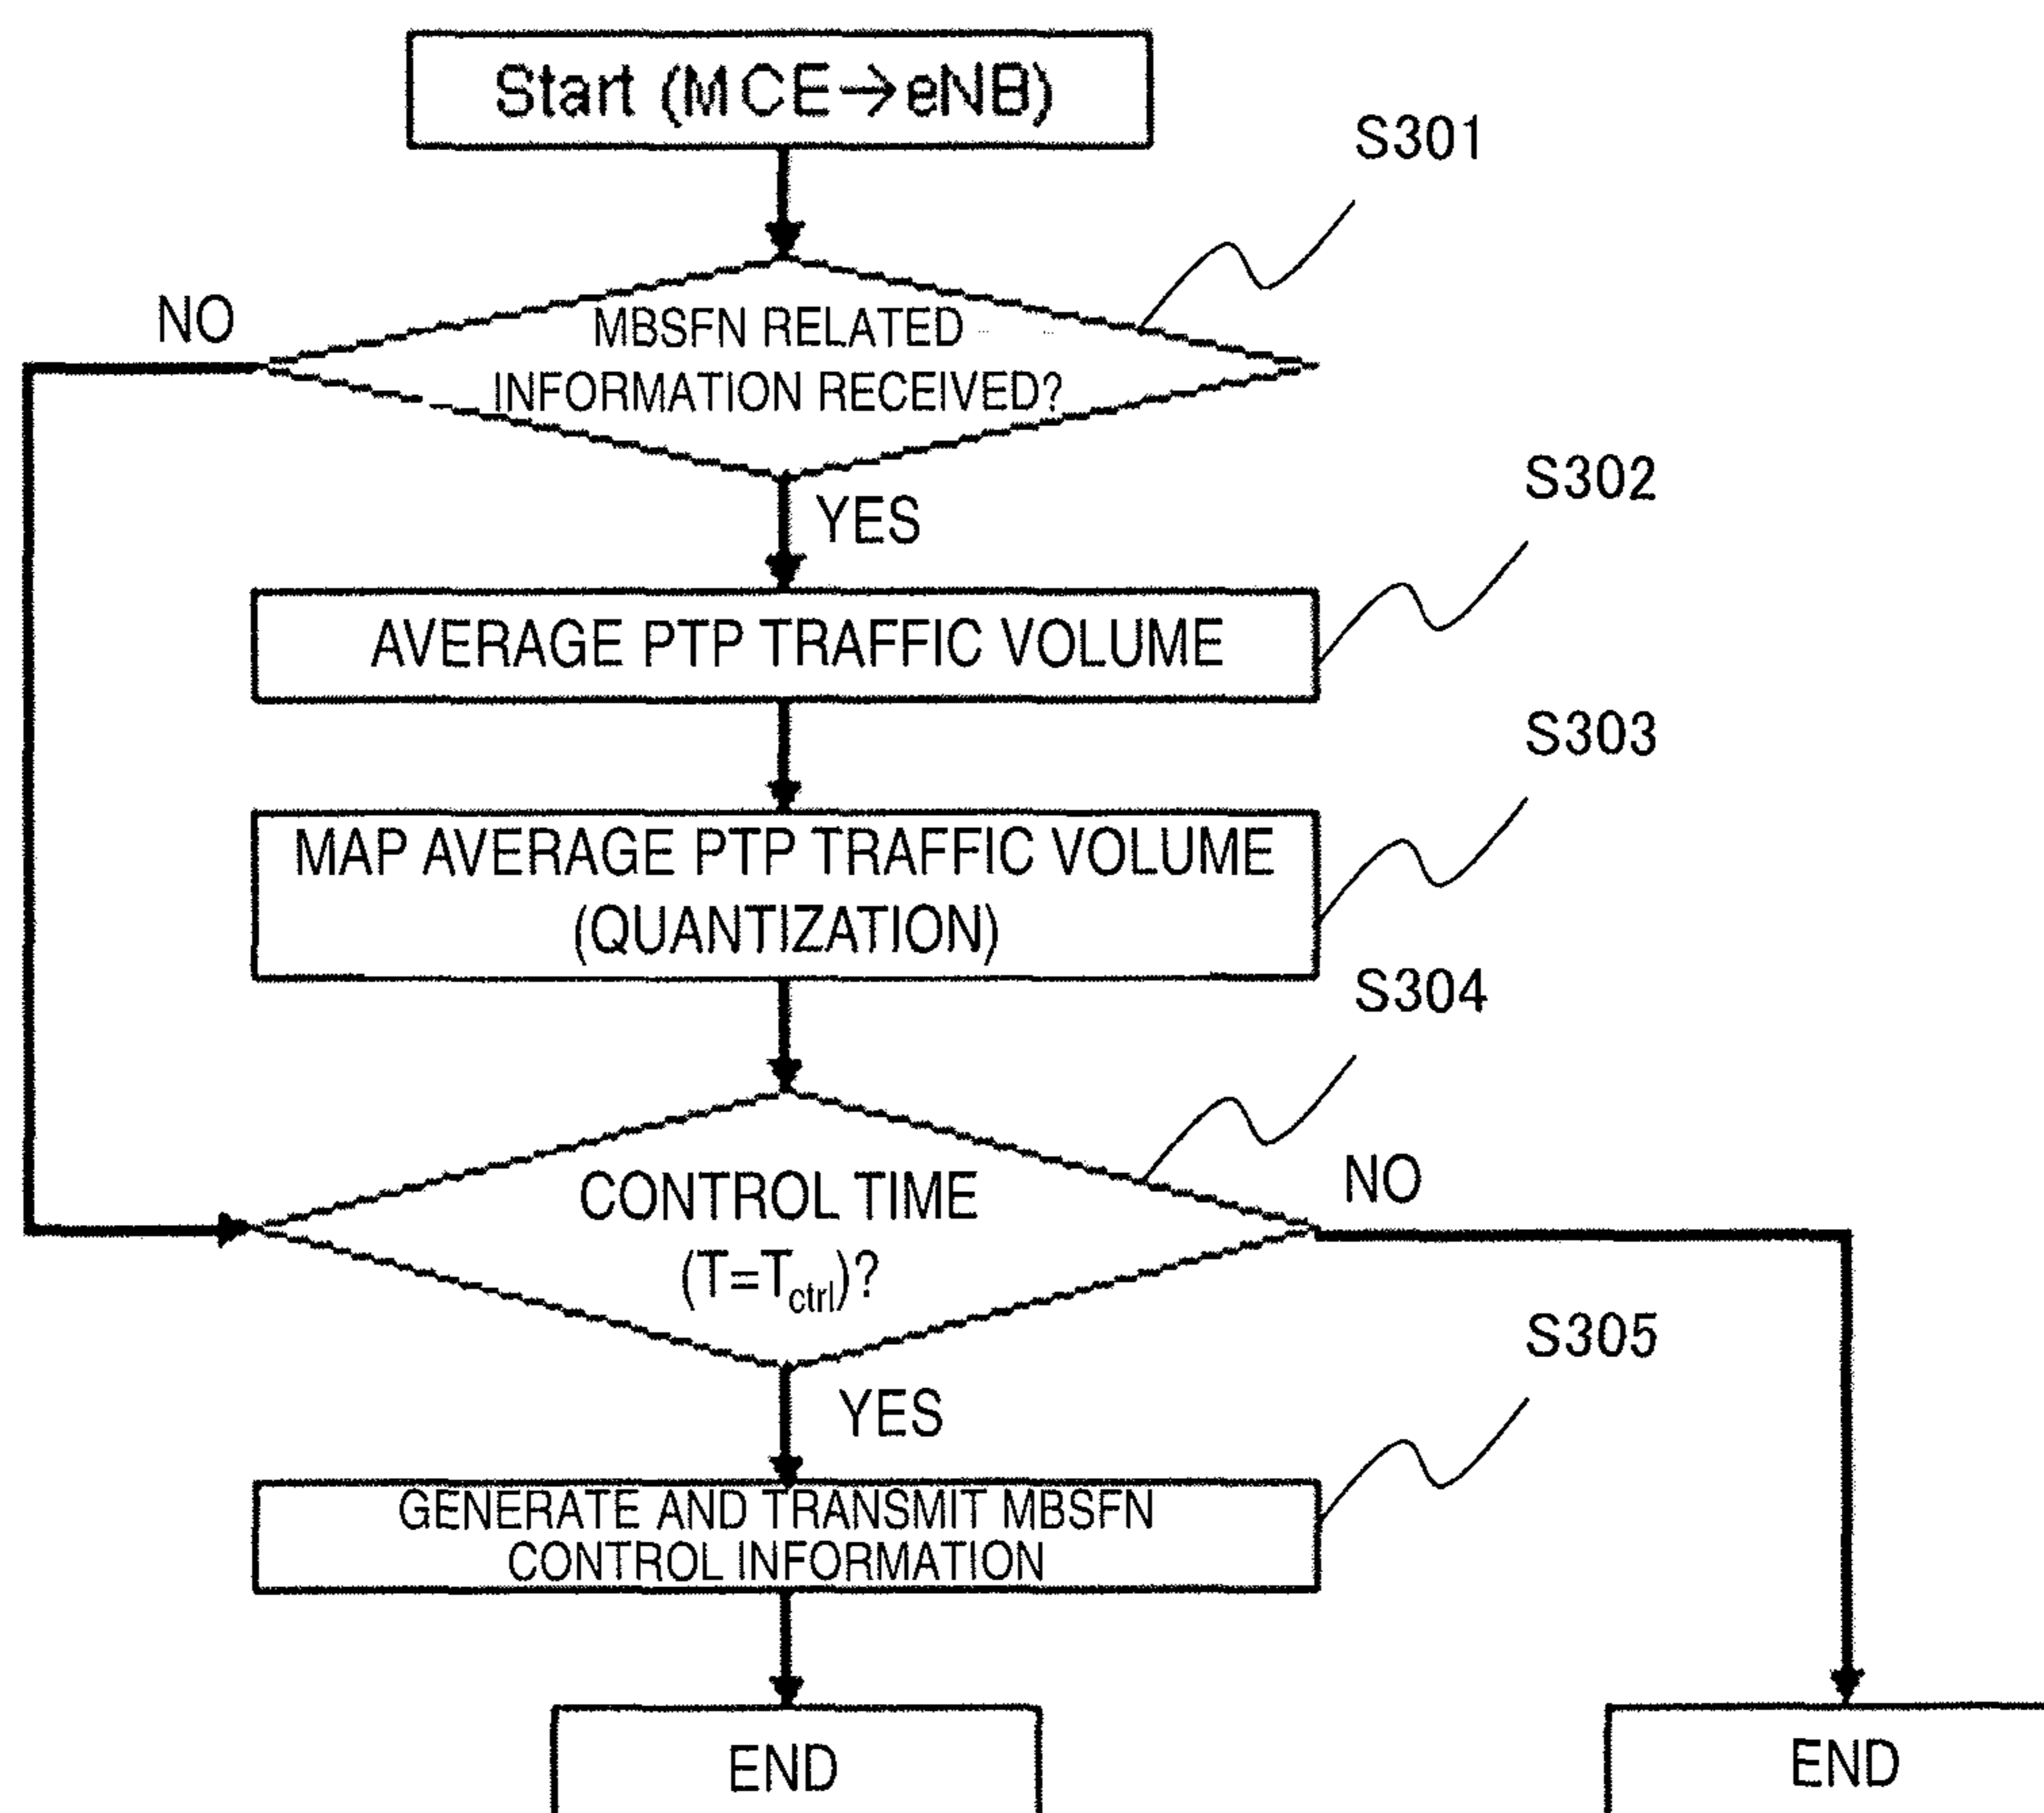 Start (MCE→eNB)
S301
NO
MBSFN RELATED
INFORMATION RECEIVED?
YES
S302
AVERAGE PTP TRAFFIC VOLUME
S303
MAP AVERAGE PTP TRAFFIC VOLUME
(QUANTIZATION)
S304
CONTROL TIME
(T=Tctrl)?
NO
YES
S305
GENERATE AND TRANSMIT MBSFN
CONTROL INFORMATION
END
END